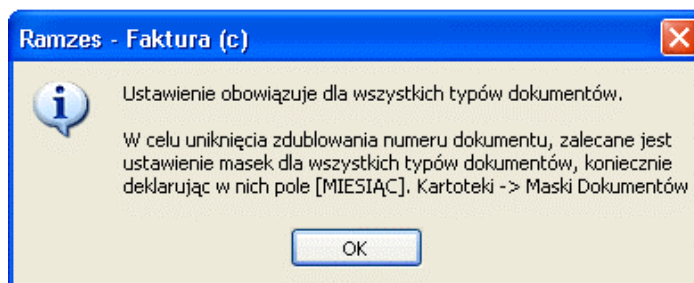 Ramzes - Faktura (c)
Ustawienie obowiązuje dla wszystkich typów dokumentów.
W celu uniknięcia zdublowania numeru dokumentu, zalecane jest
ustawienie masek dla wszystkich typów dokumentów, koniecznie
deklarując w nich pole [MIESIĄC]. Kartoteki -> Maski Dokumentów
OK